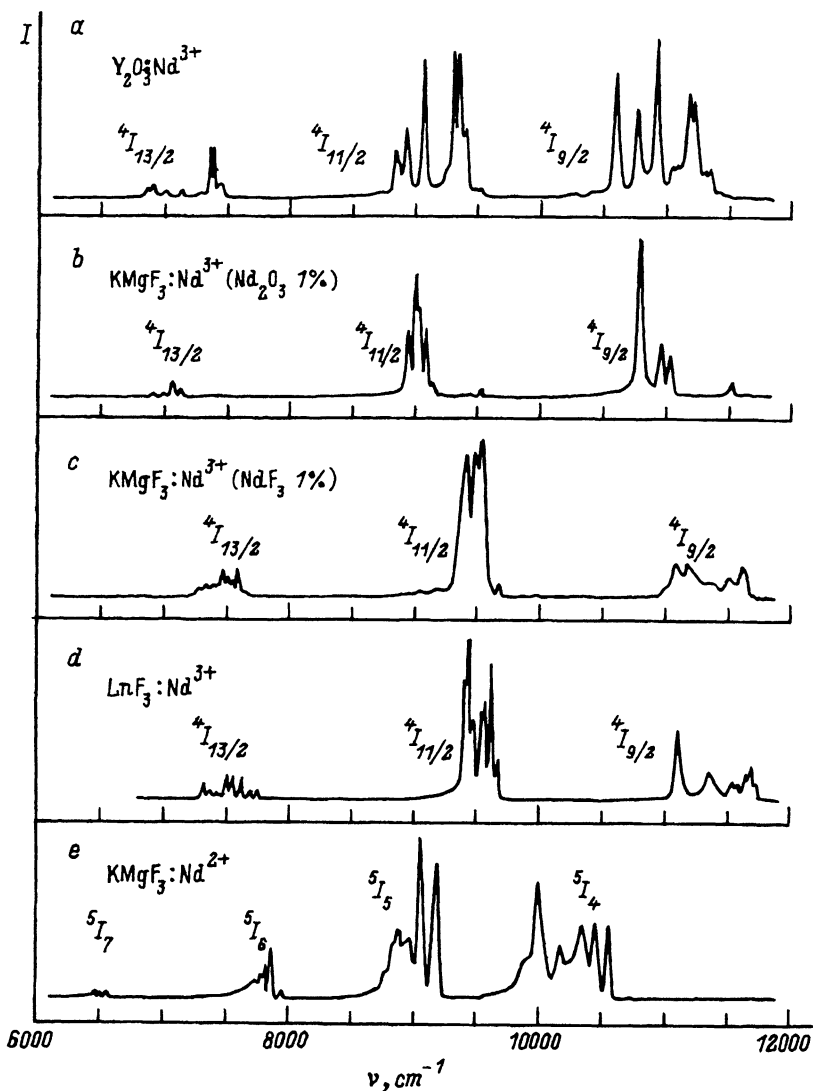 I
a
Y₂O₃:Nd³⁺
⁴I₁₃/₂
⁴I₁₁/₂
⁴I₉/₂
b
KMgF₃:Nd³⁺ (Nd₂O₃ 1%)
⁴I₁₃/₂
⁴I₁₁/₂
⁴I₉/₂
c
KMgF₃:Nd³⁺ (NdF₃ 1%)
⁴I₁₃/₂
⁴I₁₁/₂
⁴I₉/₂
d
LnF₃:Nd³⁺
⁴I₁₃/₂
⁴I₁₁/₂
⁴I₉/₂
e
KMgF₃:Nd²⁺
⁵I₇
⁵I₆
⁵I₅
⁵I₄
6000 8000 10000 12000
ν, cm⁻¹